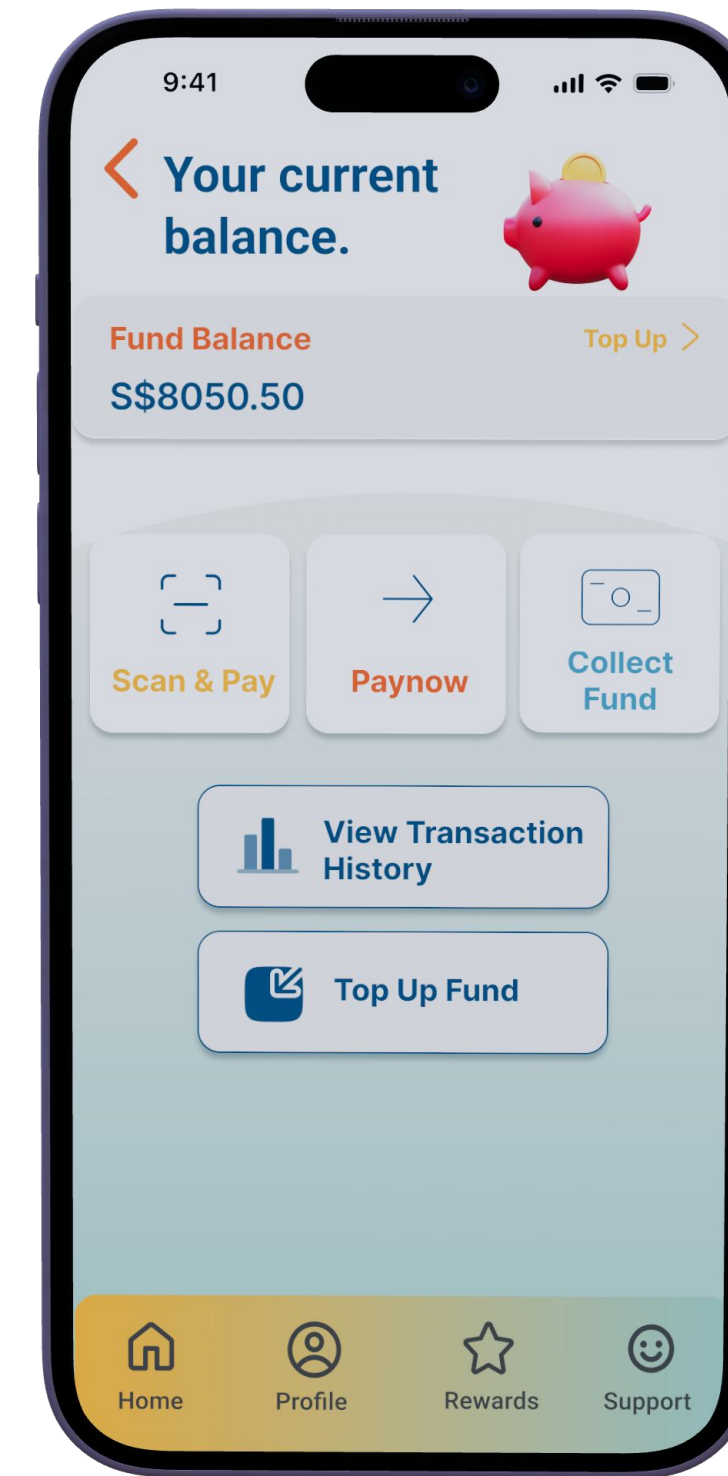 9:41
Your current
balance.
Fund Balance
Top Up
S$8050.50
Scan & Pay
Paynow
Collect
Fund
View Transaction
History
Top Up Fund
Home
Profile
Rewards
Support